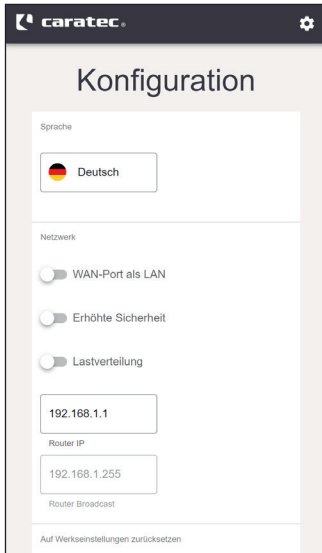 caratec®
Konfiguration
Sprache
Deutsch
Netzwerk
WAN-Port als LAN
Erhöhte Sicherheit
Lastverteilung
192.168.1.1
Router IP
192.168.1.255
Router Broadcast
Auf Werkseinstellungen zurücksetzen